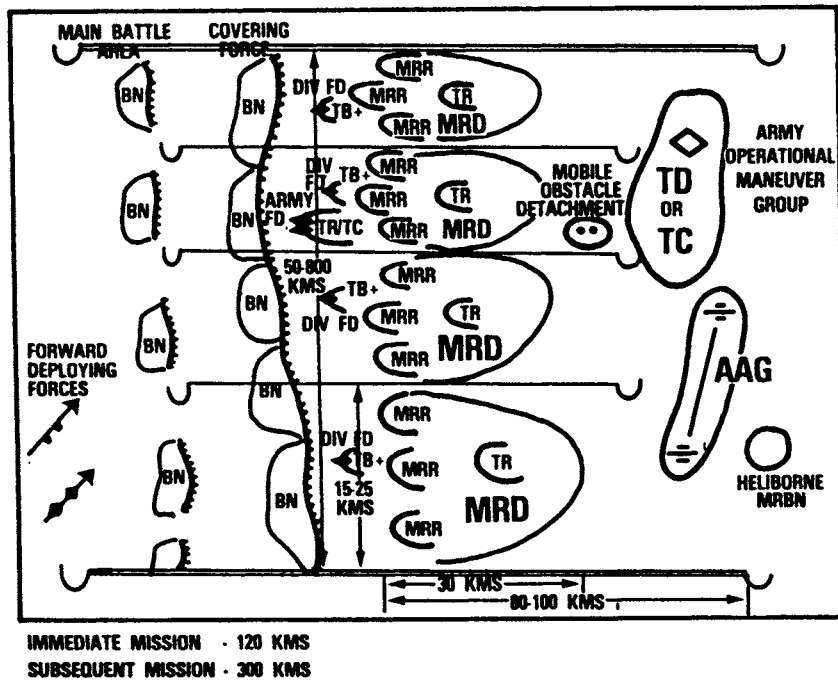 MAIN BATTLE
AREA
COVERING
FORCE
BN
BN
DIV FD
TB+
MRR
MRR
MRR
TR
MRD
BN
BN
DIV
TB+
ARMY
FD
TR/TC
MRR
MRR
MRR
TR
MRD
MOBILE
OBSTACLE
DETACHMENT
TD
OR
TC
ARMY
OPERATIONAL
MANEUVER
GROUP
50-800
KMS
BN
BN
TB+
DIV FD
MRR
MRR
MRR
TR
MRD
FORWARD
DEPLOYING
FORCES
BN
AAG
BN
BN
BN
DIV FD
TB+
15-25
KMS
MRR
MRR
MRR
TR
MRD
HELIBORNE
MRBN
30 KMS
80-100 KMS
IMMEDIATE MISSION - 120 KMS
SUBSEQUENT MISSION - 300 KMS